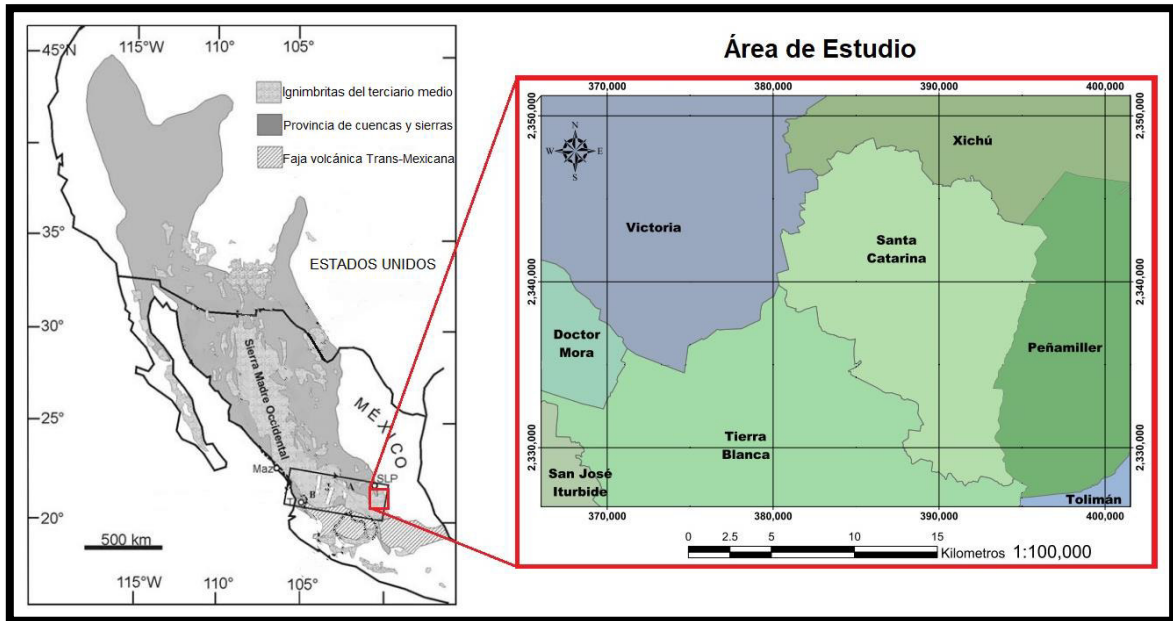 115°W
110°
105°
45°N
Ignimbritas del terciario medio
Provincia de cuencas y sierras
Faja volcánica Trans-Mexicana
35°
ESTADOS UNIDOS
30°
Sierra Madre Occidental
25°
MÉXICO
Maz
SLP
A
B
T
20°
500 km
115°W
110°
105°
Área de Estudio
370,000
380,000
390,000
400,000
2,350,000
2,350,000
N
W
E
S
Xichú
Victoria
Santa
Catarina
2,340,000
2,340,000
Doctor
Mora
Peñamiller
Tierra
Blanca
2,330,000
2,330,000
San José
Iturbide
Tolimán
370,000
380,000
390,000
400,000
0 2.5 5 10 15
Kilometros 1:100,000